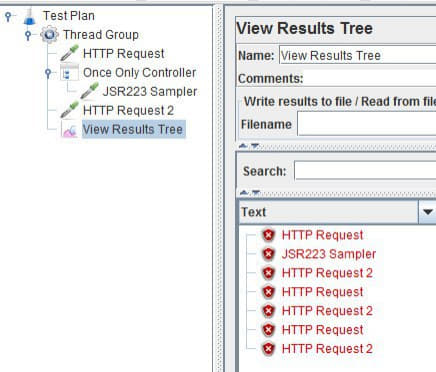 Test Plan
Thread Group
HTTP Request
Once Only Controller
JSR223 Sampler
HTTP Request 2
View Results Tree
View Results Tree
Name: View Results Tree
Comments:
Write results to file / Read from file
Filename
Search:
Text
HTTP Request
JSR223 Sampler
HTTP Request 2
HTTP Request
HTTP Request 2
HTTP Request
HTTP Request 2